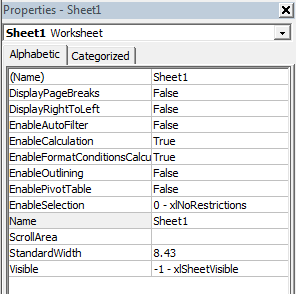 Properties - Sheet1
Sheet1 Worksheet
Alphabetic Categorized
(Name) Sheet1
DisplayPageBreaks False
DisplayRightToLeft False
EnableAutoFilter False
EnableCalculation True
EnableFormatConditionsCalcu True
EnableOutlining False
EnablePivotTable False
EnableSelection 0 - xlNoRestrictions
Name Sheet1
ScrollArea
StandardWidth 8.43
Visible -1 - xlSheetVisible